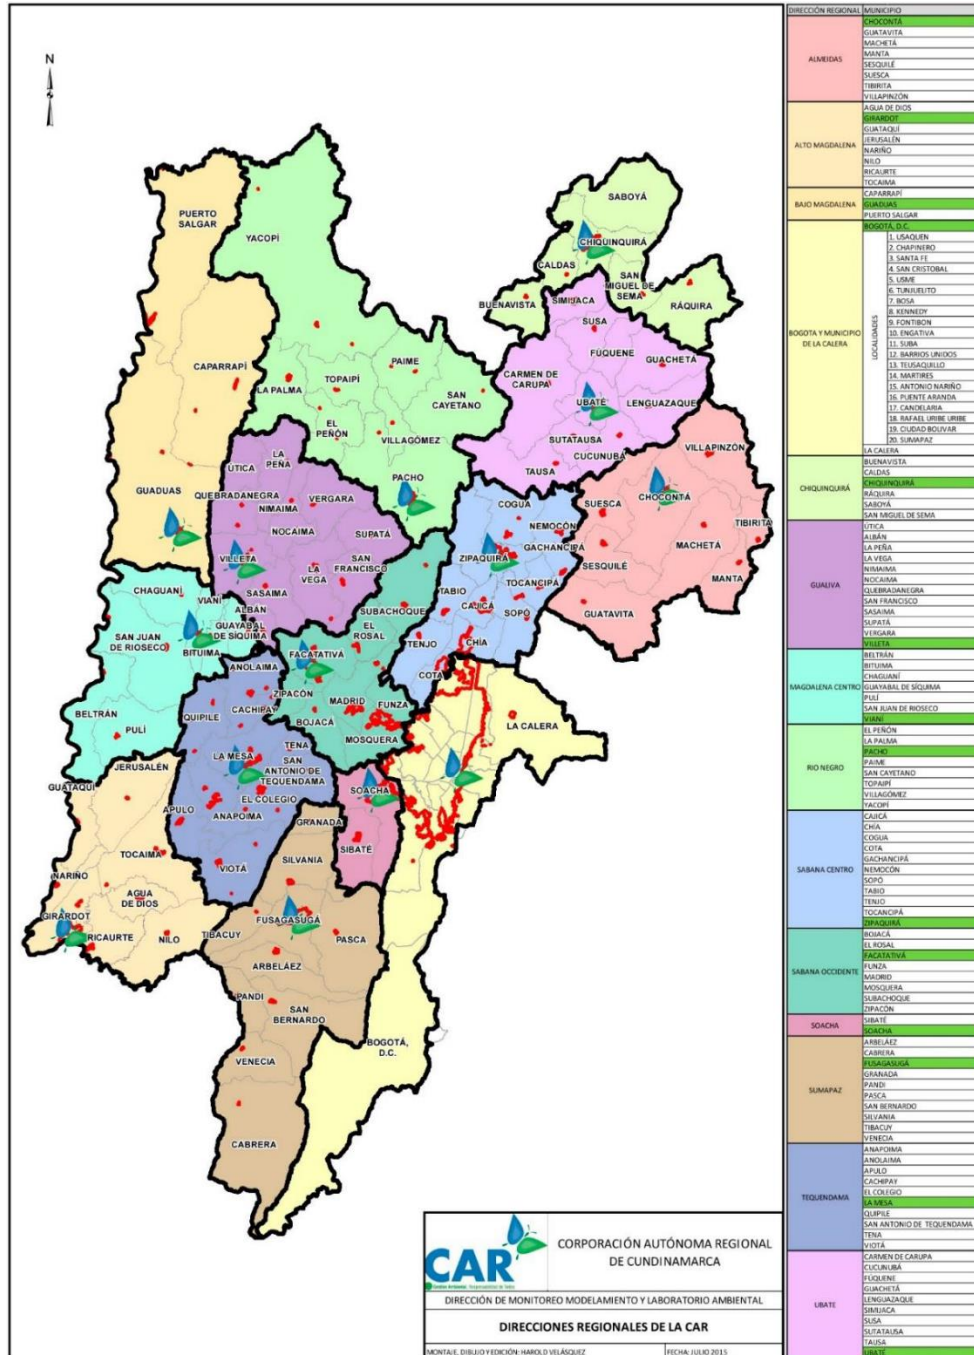 N
PUERTO
SALGAR
YACOPÍ
SABOYÁ
CHIQUINQUIRÁ
CALDAS
SAN
MIGUEL DE
SEMA
BUENAVISTA
SIMIJACA
RÁQUIRA
SUSA
FÚQUENE
GUACHETÁ
CAPARRAPÍ
PAIME
CARMEN DE
CARUPA
LA PALMA
TOPAIPÍ
SAN
CAYETANO
UBATÉ
LENGUAZAQUE
EL
PEÑÓN
VILLAGÓMEZ
SUTATAUSA
CUCUNUBÁ
VILLAPINZÓN
LA
PEÑA
ÚTICA
TAUSA
PACHO
GUADUAS
QUEBRADANEGRA
NIMAIMA
VERGARA
COGUA
SUESCA
CHOCONTÁ
NOCAIMA
SUPATÁ
NEMOCÓN
GACHANCIPÁ
TIBIRITA
MACHETÁ
VILLETA
LA
VEGA
SAN
FRANCISCO
ZIPAQUIRÁ
SESQUILÉ
TOCANCIPÁ
MANTA
CHAGUANÍ
SASAIMA
TABIO
VIANÍ
ALBÁN
SUBACHOQUE
CAJICÁ
SOPÓ
GUATAVITA
GUAYABAL
DE SÍQUIMA
EL
ROSAL
SAN JUAN
DE RIOSECO
BITUIMA
FACATATIVÁ
TENJO
CHÍA
ANOLAIMA
COTA
ZIPACÓN
MADRID
FUNZA
BELTRÁN
QUIPILE
CACHIPAY
BOJACÁ
LA CALERA
PULÍ
MOSQUERA
LA MESA
TENA
JERUSALÉN
SAN
ANTONIO DE
TEQUENDAMA
GUATAQUÍ
SOACHA
EL COLEGIO
APULO
ANAPOIMA
GRANADA
SIBATÉ
TOCAIMA
SILVANIA
VIOTÁ
NARIÑO
AGUA
DE DIOS
GIRARDOT
FUSAGASUGÁ
RICAURTE
NILO
TIBACUY
PASCA
ARBELÁEZ
PANDI
SAN
BERNARDO
BOGOTÁ,
D.C.
VENECIA
CABRERA
CAR
CORPORACIÓN AUTÓNOMA REGIONAL
DE CUNDINAMARCA
DIRECCIÓN DE MONITOREO MODELAMIENTO Y LABORATORIO AMBIENTAL
DIRECCIONES REGIONALES DE LA CAR
MONTAJE, DIBUJO Y EDICIÓN: HAROLD VELÁSQUEZ FECHA: JULIO 2015
DIRECCIÓN REGIONAL MUNICIPIO
ALMEIDAS
CHOCONTÁ
GUATAVITA
MACHETÁ
MANTA
SESQUILÉ
SUESCA
TIBIRITA
VILLAPINZÓN
ALTO MAGDALENA
AGUA DE DIOS
GIRARDOT
GUATAQUÍ
JERUSALÉN
NARIÑO
NILO
RICAURTE
TOCAIMA
BAJO MAGDALENA
CAPARRAPÍ
GUADUAS
PUERTO SALGAR
BOGOTA Y MUNICIPIO
DE LA CALERA
BOGOTÁ, D.C.
LOCALIDADES
1. USAQUEN
2. CHAPINERO
3. SANTA FE
4. SAN CRISTOBAL
5. USME
6. TUNJUELITO
7. BOSA
8. KENNEDY
9. FONTIBON
10. ENGATIVA
11. SUBA
12. BARRIOS UNIDOS
13. TEUSAQUILLO
14. MARTIRES
15. ANTONIO NARIÑO
16. PUENTE ARANDA
17. CANDELARIA
18. RAFAEL URIBE URIBE
19. CIUDAD BOLIVAR
20. SUMAPAZ
LA CALERA
CHIQUINQUIRÁ
BUENAVISTA
CALDAS
CHIQUINQUIRÁ
RÁQUIRA
SABOYÁ
SAN MIGUEL DE SEMA
GUALIVA
ÚTICA
ALBÁN
LA PEÑA
LA VEGA
NIMAIMA
NOCAIMA
QUEBRADANEGRA
SAN FRANCISCO
SASAIMA
SUPATÁ
VERGARA
VILLETA
MAGDALENA CENTRO
BELTRÁN
BITUIMA
CHAGUANÍ
GUAYABAL DE SÍQUIMA
PULÍ
SAN JUAN DE RIOSECO
VIANÍ
RIO NEGRO
EL PEÑÓN
LA PALMA
PACHO
PAIME
SAN CAYETANO
TOPAIPÍ
VILLAGÓMEZ
YACOPÍ
SABANA CENTRO
CAJICÁ
CHÍA
COGUA
COTA
GACHANCIPÁ
NEMOCÓN
SOPÓ
TABIO
TENJO
TOCANCIPÁ
ZIPAQUIRÁ
SABANA OCCIDENTE
BOJACÁ
EL ROSAL
FACATATIVÁ
FUNZA
MADRID
MOSQUERA
SUBACHOQUE
ZIPACÓN
SOACHA
SIBATÉ
SOACHA
SUMAPAZ
ARBELÁEZ
CABRERA
FUSAGASUGÁ
GRANADA
PANDI
PASCA
SAN BERNARDO
SILVANIA
TIBACUY
VENECIA
TEQUENDAMA
ANAPOIMA
ANOLAIMA
APULO
CACHIPAY
EL COLEGIO
LA MESA
QUIPILE
SAN ANTONIO DE TEQUENDAMA
TENA
VIOTÁ
UBATE
CARMEN DE CARUPA
CUCUNUBÁ
FÚQUENE
GUACHETÁ
LENGUAZAQUE
SIMIJACA
SUSA
SUTATAUSA
TAUSA
UBATÉ